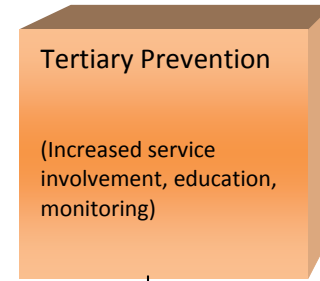 Tertiary Prevention
(Increased service
involvement, education,
monitoring)